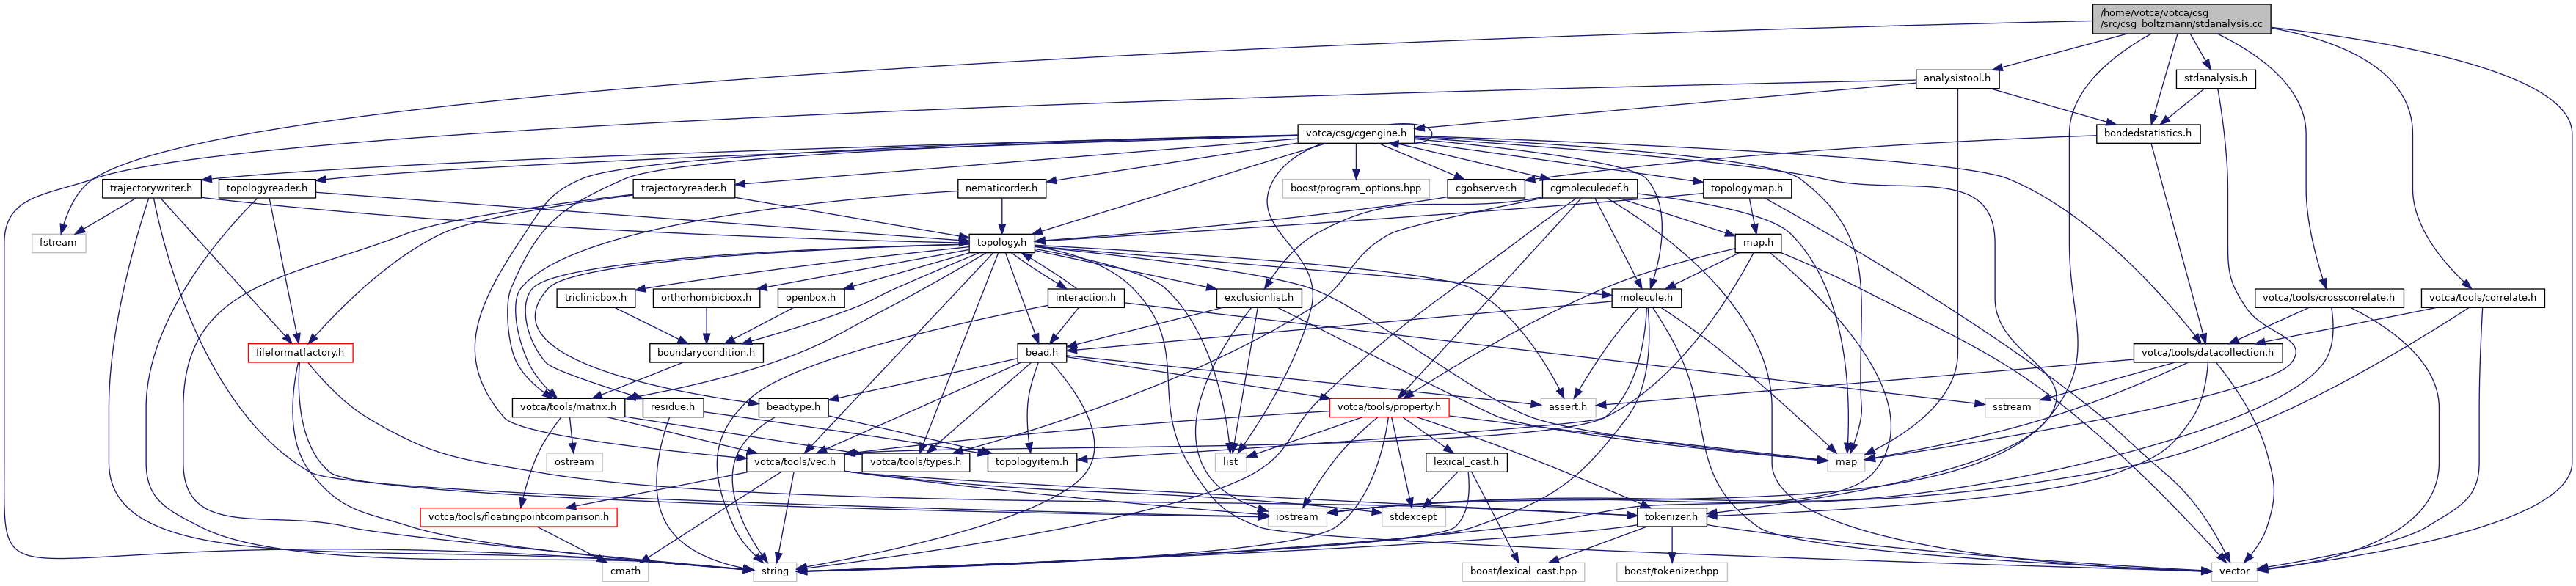 /home/votca/votca/csg
/src/csg_boltzmann/stdanalysis.cc
analysistool.h
stdanalysis.h
votca/csg/cgengine.h
bondedstatistics.h
trajectorywriter.h
topologyreader.h
trajectoryreader.h
nematicorder.h
boost/program_options.hpp
cgobserver.h
cgmoleculedef.h
topologymap.h
fstream
topology.h
map.h
triclinicbox.h
orthorhombicbox.h
openbox.h
interaction.h
exclusionlist.h
molecule.h
votca/tools/crosscorrelate.h
votca/tools/correlate.h
fileformatfactory.h
boundarycondition.h
bead.h
votca/tools/datacollection.h
votca/tools/matrix.h
residue.h
beadtype.h
votca/tools/property.h
assert.h
sstream
ostream
votca/tools/vec.h
votca/tools/types.h
topologyitem.h
list
lexical_cast.h
map
votca/tools/floatingpointcomparison.h
iostream
stdexcept
tokenizer.h
cmath
string
boost/lexical_cast.hpp
boost/tokenizer.hpp
vector